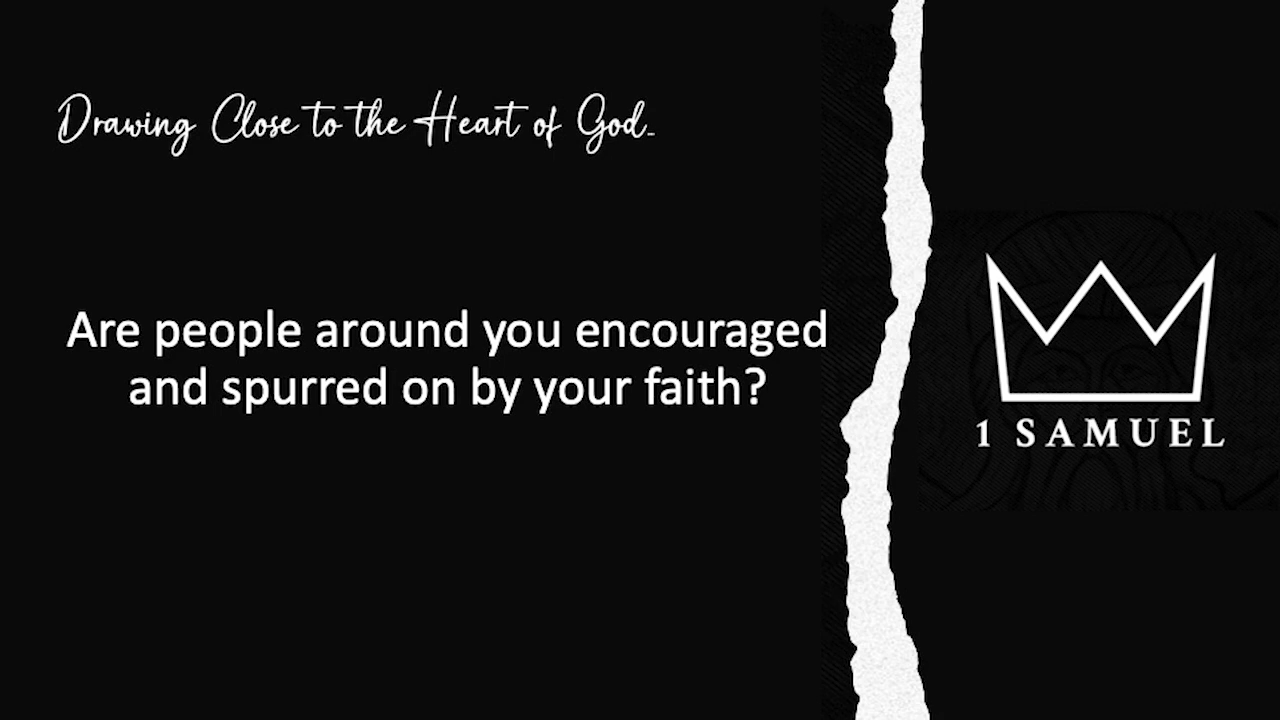 Drawing Close to the Heart of God...
Are people around you encouraged
and spurred on by your faith?
1 SAMUEL